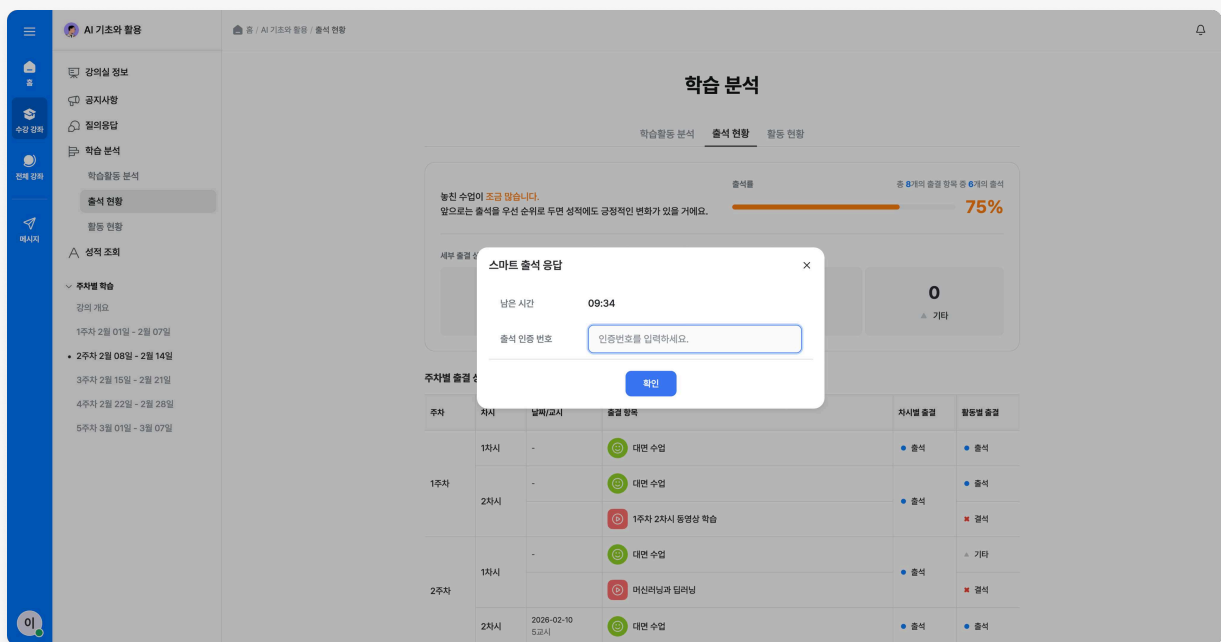 AI 기초와 활용
홈 / AI 기초와 활용 / 출석 현황
홈
수강 강좌
전체 강좌
메시지
이
강의실 정보
공지사항
질의응답
학습 분석
학습활동 분석
출석 현황
활동 현황
성적 조회
주차별 학습
강의 개요
1주차 2월 01일 - 2월 07일
2주차 2월 08일 - 2월 14일
3주차 2월 15일 - 2월 21일
4주차 2월 22일 - 2월 28일
5주차 3월 01일 - 3월 07일
학습 분석
학습활동 분석 출석 현황 활동 현황
놓친 수업이 조금 많습니다.
앞으로는 출석을 우선 순위로 두면 성적에도 긍정적인 변화가 있을 거에요.
출석률 총 8개의 출결 항목 중 6개의 출석
75%
세부 출결
0
기타
스마트 출석 응답
남은 시간 09:34
출석 인증 번호 인증번호를 입력하세요.
확인
주차별 출결
주차 차시 날짜/교시 출결 항목 차시별 출결 활동별 출결
1주차
1차시 - 대면 수업 출석 출석
2차시 - 대면 수업 출석 출석
1주차 2차시 동영상 학습 결석
2주차
1차시 - 대면 수업 출석 기타
머신러닝과 딥러닝 결석
2차시 2026-02-10 5교시 대면 수업 출석 출석